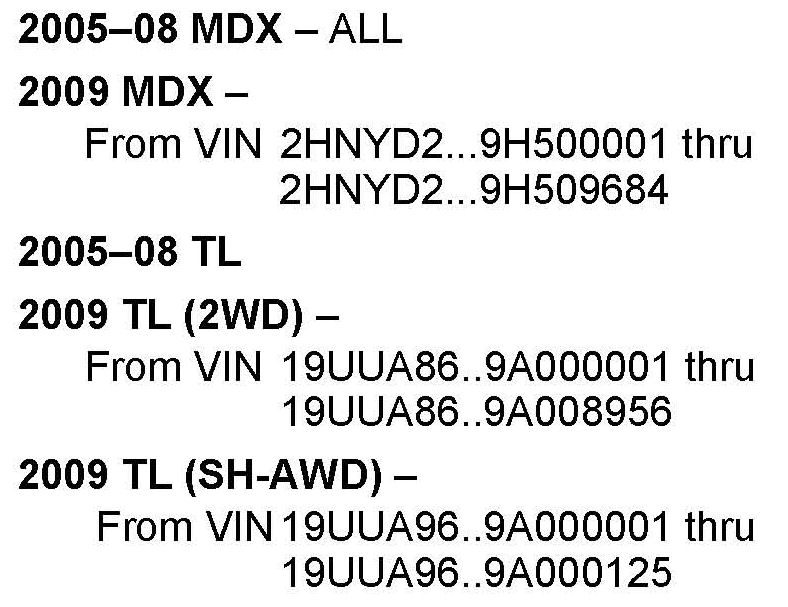 2005–08 MDX – ALL
2009 MDX –
From VIN 2HNYD2...9H500001 thru
2HNYD2...9H509684
2005–08 TL
2009 TL (2WD) –
From VIN 19UUA86..9A000001 thru
19UUA86..9A008956
2009 TL (SH-AWD) –
From VIN 19UUA96..9A000001 thru
19UUA96..9A000125